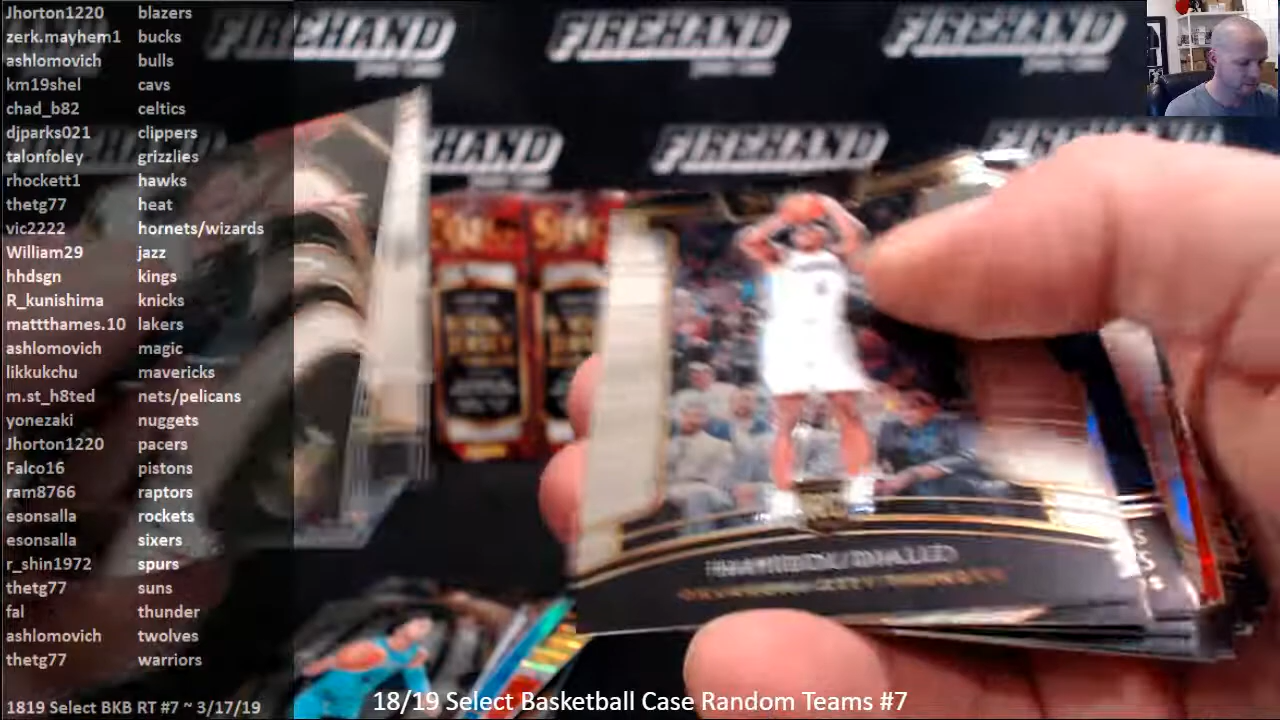 Jhorton1220 blazers
zerk.mayhem1 bucks
ashlomovich bulls
km19shel cavs
chad_b82 celtics
djparks021 clippers
talonfoley grizzlies
rhockett1 hawks
thetg77 heat
vic2222 hornets/wizards
William29 jazz
hhdsgn kings
R_kunishima knicks
mattthames.10 lakers
ashlomovich magic
likkukchu mavericks
m.st_h8ted nets/pelicans
yonezaki nuggets
Jhorton1220 pacers
Falco16 pistons
ram8766 raptors
esonsalla rockets
esonsalla sixers
r_shin1972 spurs
thetg77 suns
fal thunder
ashlomovich twolves
thetg77 warriors
1819 Select BKB RT #7 ~ 3/17/19
FIREHAND FIREHAND FIREHAND
HAND FIREHAND
18/19 Select Basketball Case Random Teams #7